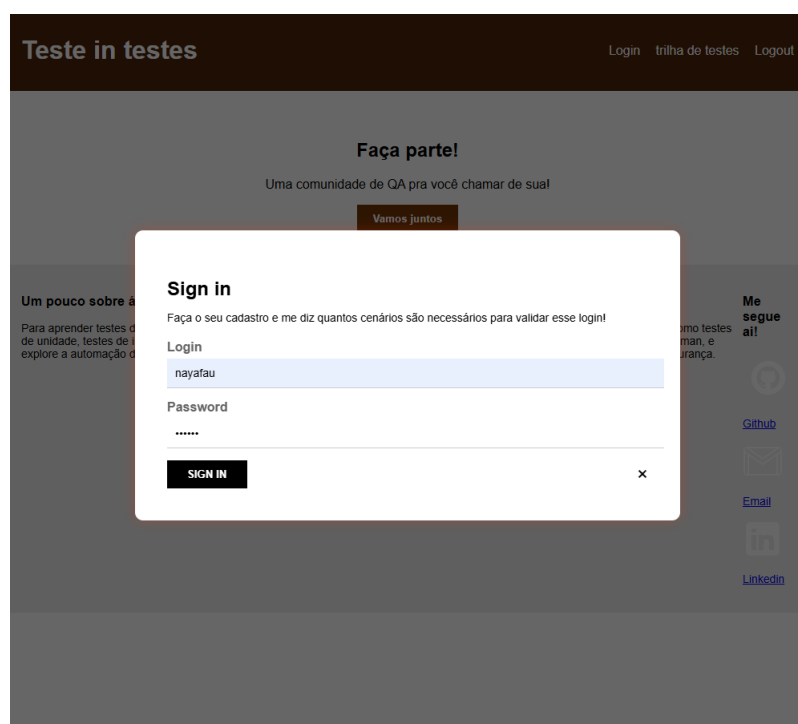 Teste in testes
Login trilha de testes Logout
Faça parte!
Uma comunidade de QA pra você chamar de sua!
Vamos juntos
Sign in
Faça o seu cadastro e me diz quantos cenários são necessários para validar esse login!
Login
nayafau
Password
••••••
SIGN IN
×
Um pouco sobre
Para aprender testes
de unidade, testes de
explore a automação
testes
man, e
Me
segue
ai!
Github
Email
in
Linkedin